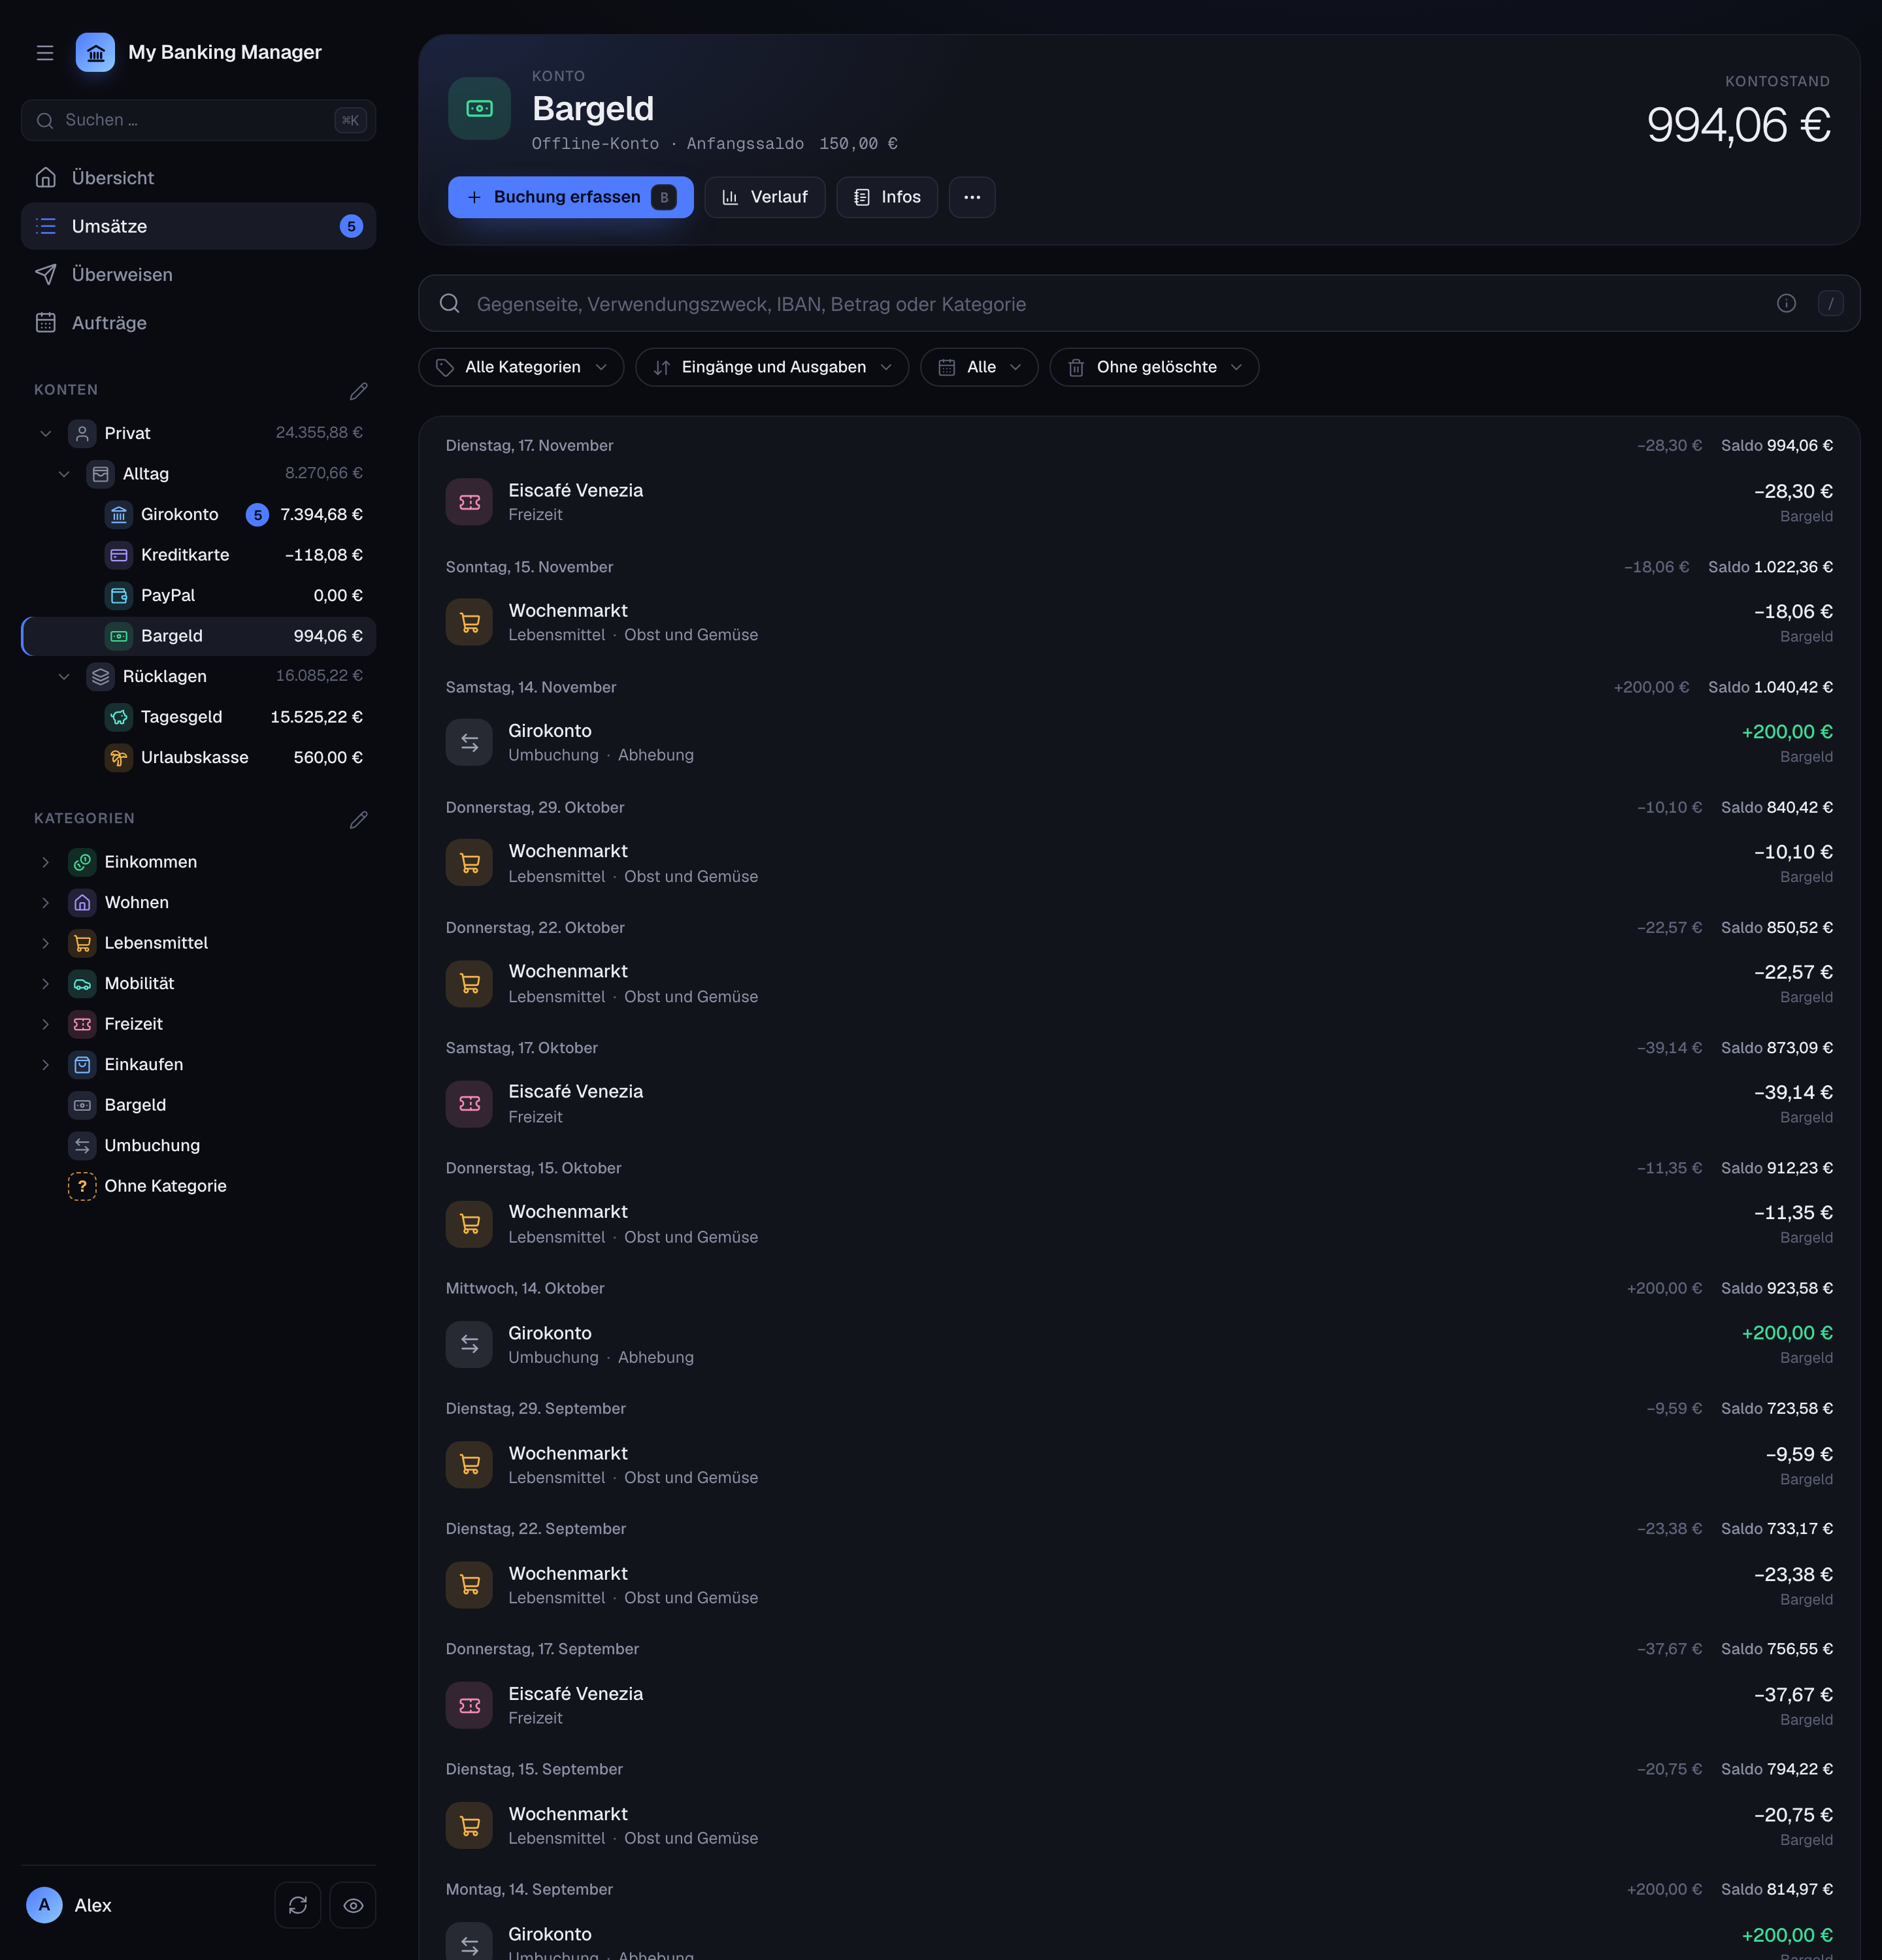 My Banking Manager
Suchen …
⌘K
Übersicht
Umsätze 5
Überweisen
Aufträge
KONTEN
Privat 24.355,88 €
Alltag 8.270,66 €
Girokonto 5 7.394,68 €
Kreditkarte −118,08 €
PayPal 0,00 €
Bargeld 994,06 €
Rücklagen 16.085,22 €
Tagesgeld 15.525,22 €
Urlaubskasse 560,00 €
KATEGORIEN
Einkommen
Wohnen
Lebensmittel
Mobilität
Freizeit
Einkaufen
Bargeld
Umbuchung
? Ohne Kategorie
A Alex
KONTO
Bargeld
Offline-Konto · Anfangssaldo 150,00 €
KONTOSTAND
994,06 €
Buchung erfassen B
Verlauf
Infos
Gegenseite, Verwendungszweck, IBAN, Betrag oder Kategorie
/
Alle Kategorien
Eingänge und Ausgaben
Alle
Ohne gelöschte
Dienstag, 17. November −28,30 € Saldo 994,06 €
Eiscafé Venezia −28,30 €
Freizeit Bargeld
Sonntag, 15. November −18,06 € Saldo 1.022,36 €
Wochenmarkt −18,06 €
Lebensmittel · Obst und Gemüse Bargeld
Samstag, 14. November +200,00 € Saldo 1.040,42 €
Girokonto +200,00 €
Umbuchung · Abhebung Bargeld
Donnerstag, 29. Oktober −10,10 € Saldo 840,42 €
Wochenmarkt −10,10 €
Lebensmittel · Obst und Gemüse Bargeld
Donnerstag, 22. Oktober −22,57 € Saldo 850,52 €
Wochenmarkt −22,57 €
Lebensmittel · Obst und Gemüse Bargeld
Samstag, 17. Oktober −39,14 € Saldo 873,09 €
Eiscafé Venezia −39,14 €
Freizeit Bargeld
Donnerstag, 15. Oktober −11,35 € Saldo 912,23 €
Wochenmarkt −11,35 €
Lebensmittel · Obst und Gemüse Bargeld
Mittwoch, 14. Oktober +200,00 € Saldo 923,58 €
Girokonto +200,00 €
Umbuchung · Abhebung Bargeld
Dienstag, 29. September −9,59 € Saldo 723,58 €
Wochenmarkt −9,59 €
Lebensmittel · Obst und Gemüse Bargeld
Dienstag, 22. September −23,38 € Saldo 733,17 €
Wochenmarkt −23,38 €
Lebensmittel · Obst und Gemüse Bargeld
Donnerstag, 17. September −37,67 € Saldo 756,55 €
Eiscafé Venezia −37,67 €
Freizeit Bargeld
Dienstag, 15. September −20,75 € Saldo 794,22 €
Wochenmarkt −20,75 €
Lebensmittel · Obst und Gemüse Bargeld
Montag, 14. September +200,00 € Saldo 814,97 €
Girokonto +200,00 €
Umbuchung · Abhebung Bargeld